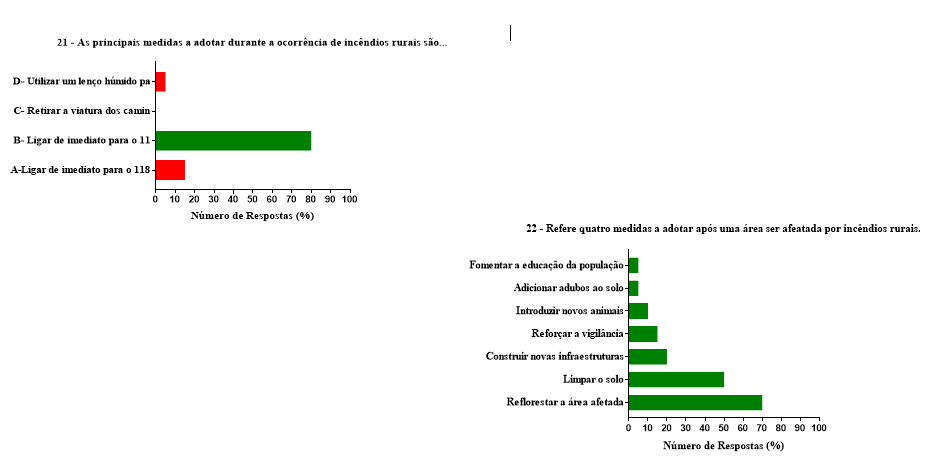 21 - As principais medidas a adotar durante a ocorrência de incêndios rurais são...
D- Utilizar um lenço húmido pa
C- Retirar a viatura dos camin
B- Ligar de imediato para o 11
A-Ligar de imediato para o 118
0 10 20 30 40 50 60 70 80 90 100
Número de Respostas (%)
22 - Refere quatro medidas a adotar após uma área ser afeatada por incêndios rurais.
Fomentar a educação da população
Adicionar adubos ao solo
Introduzir novos animais
Reforçar a vigilância
Construir novas infraestruturas
Limpar o solo
Reflorestar a área afetada
0 10 20 30 40 50 60 70 80 90 100
Número de Respostas (%)